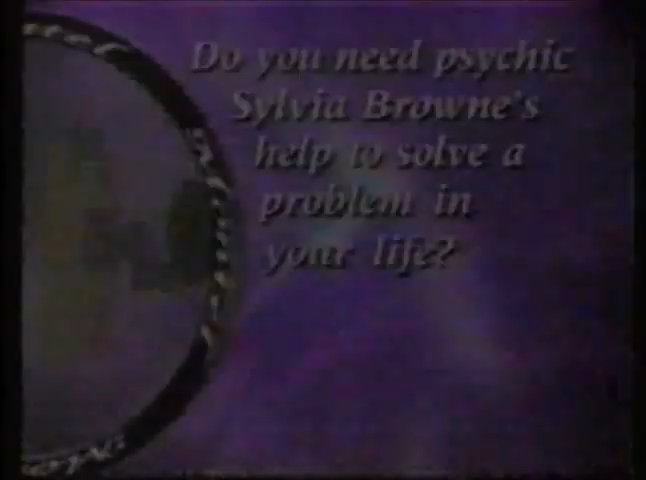 Do you need psychic
Sylvia Browne's
help to solve a
problem in
your life?